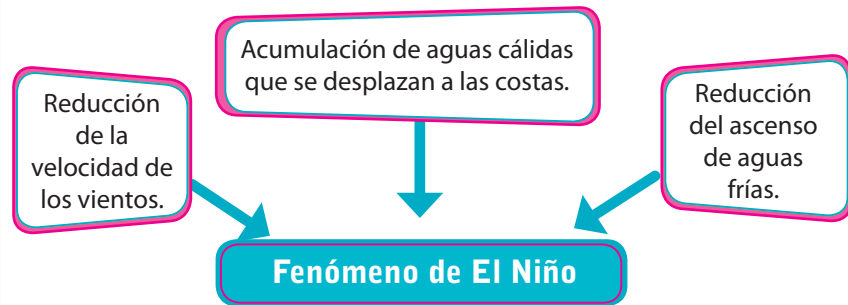 Reducción
de la
velocidad de
los vientos.
Acumulación de aguas cálidas
que se desplazan a las costas.
Reducción
del ascenso
de aguas
frías.
Fenómeno de El Niño